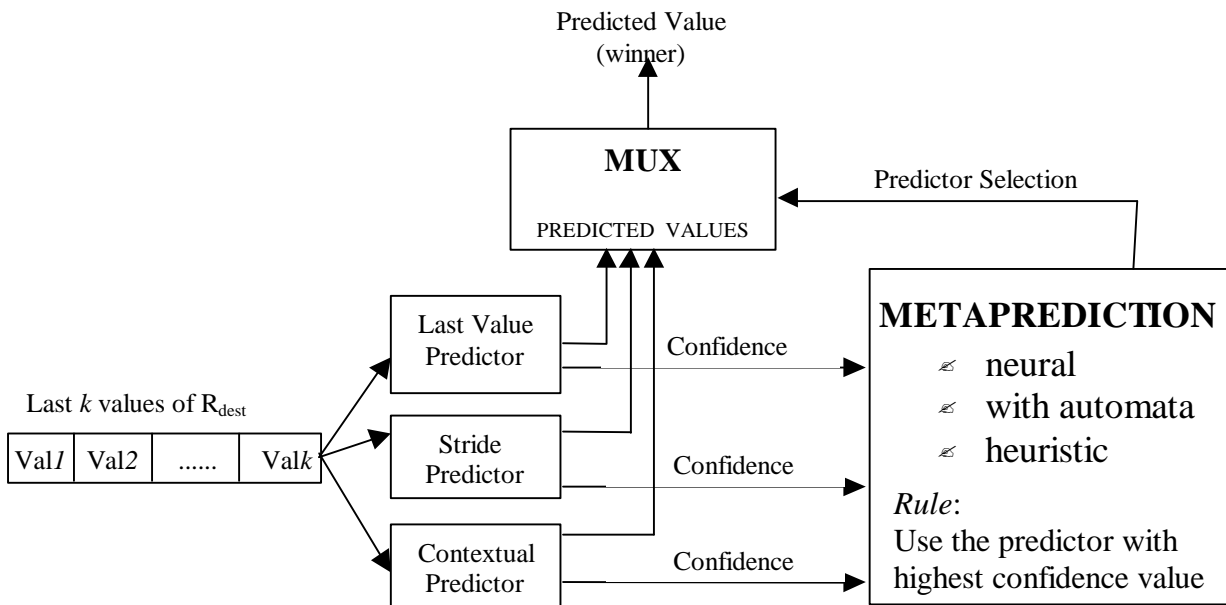 Predicted Value
(winner)
MUX
PREDICTED VALUES
Predictor Selection
Last Value
Predictor
Confidence
Last k values of Rdest
Val1 Val2 ...... Valk
Stride
Predictor
Confidence
Contextual
Predictor
Confidence
METAPREDICTION
neural
with automata
heuristic
Rule:
Use the predictor with
highest confidence value